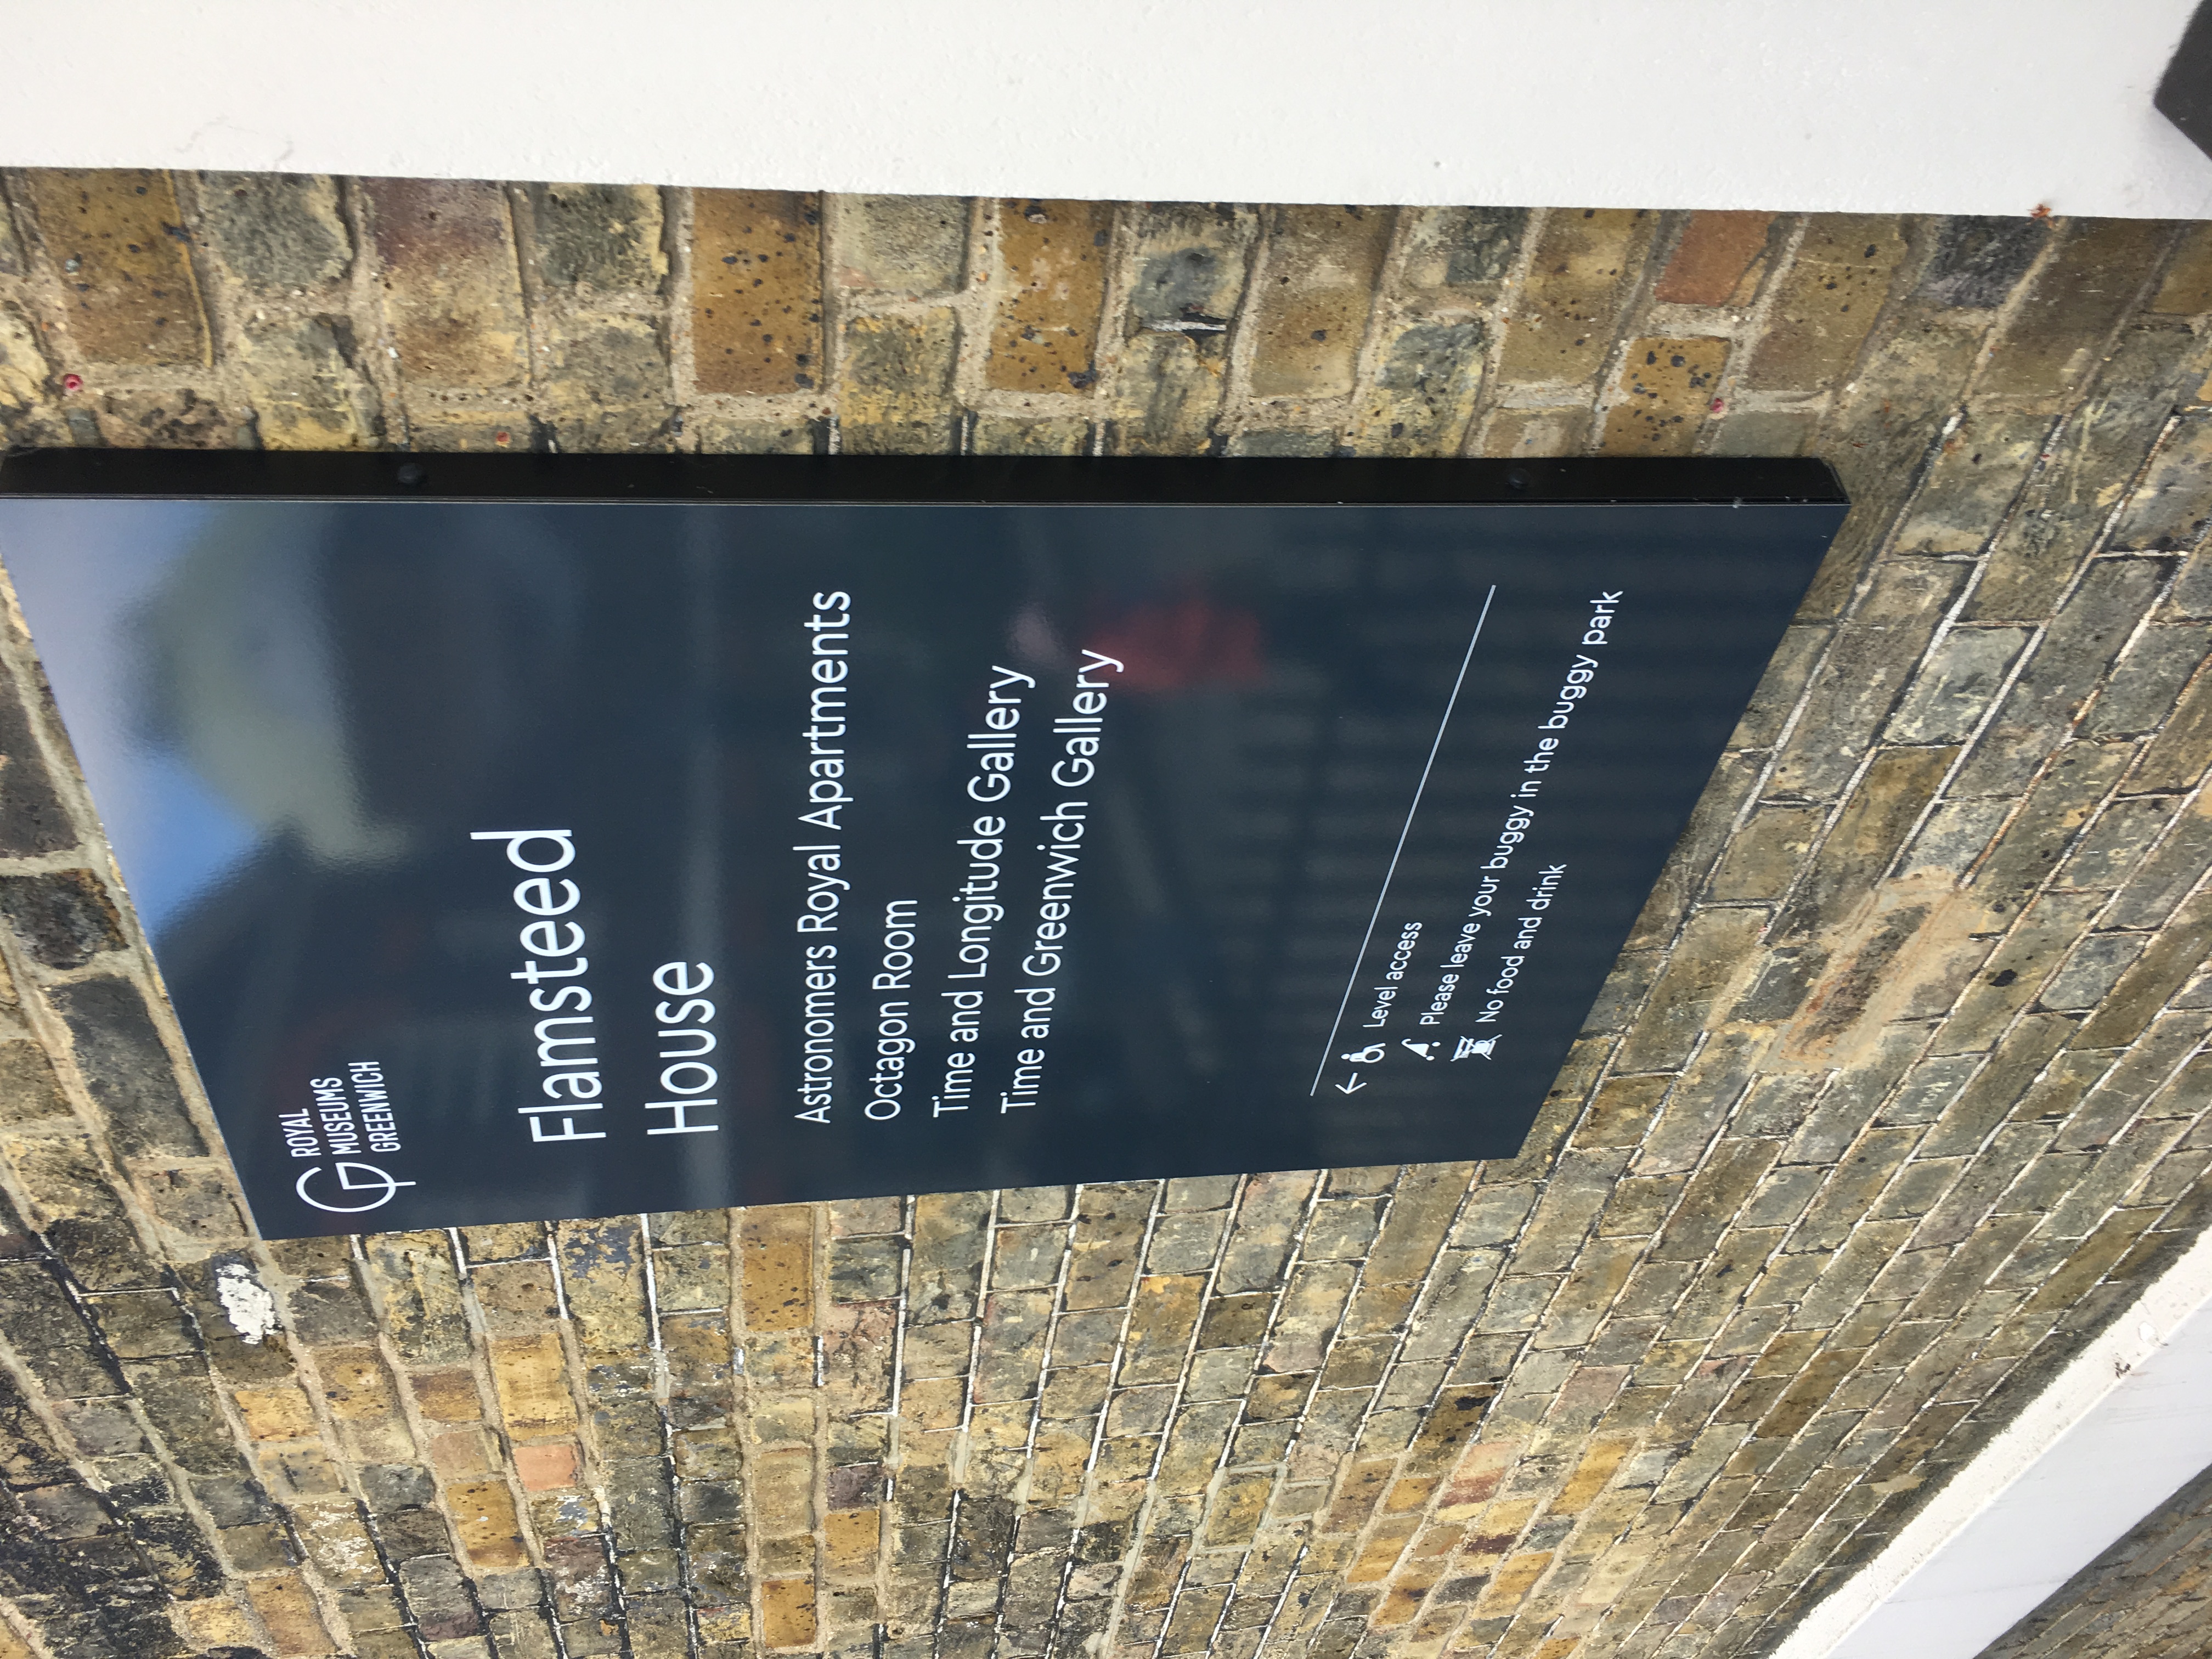 ROYAL
MUSEUMS
GREENWICH
Flamsteed
House
Astronomers Royal Apartments
Octagon Room
Time and Longitude Gallery
Time and Greenwich Gallery
Level access
Please leave your buggy in the buggy park
No food and drink